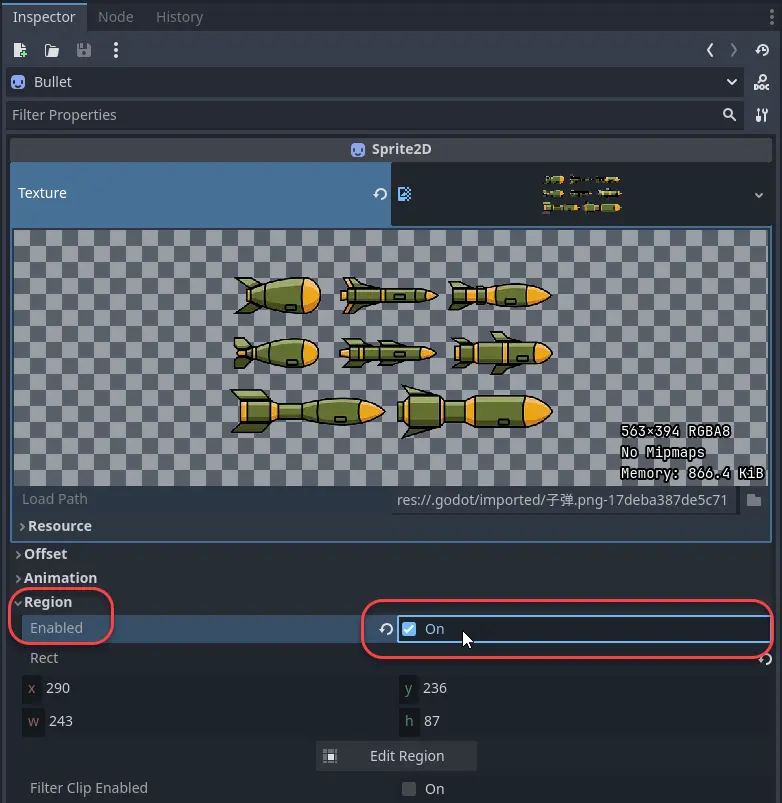 Inspector Node History
Bullet
DOC
Filter Properties
Sprite2D
Texture
563×394 RGBA8
No Mipmaps
Memory: 866.4 KiB
Load Path res://.godot/imported/子弹.png-17deba387de5c71
Resource
Offset
Animation
Region
Enabled On
Rect
x 290 y 236
w 243 h 87
Edit Region
Filter Clip Enabled On